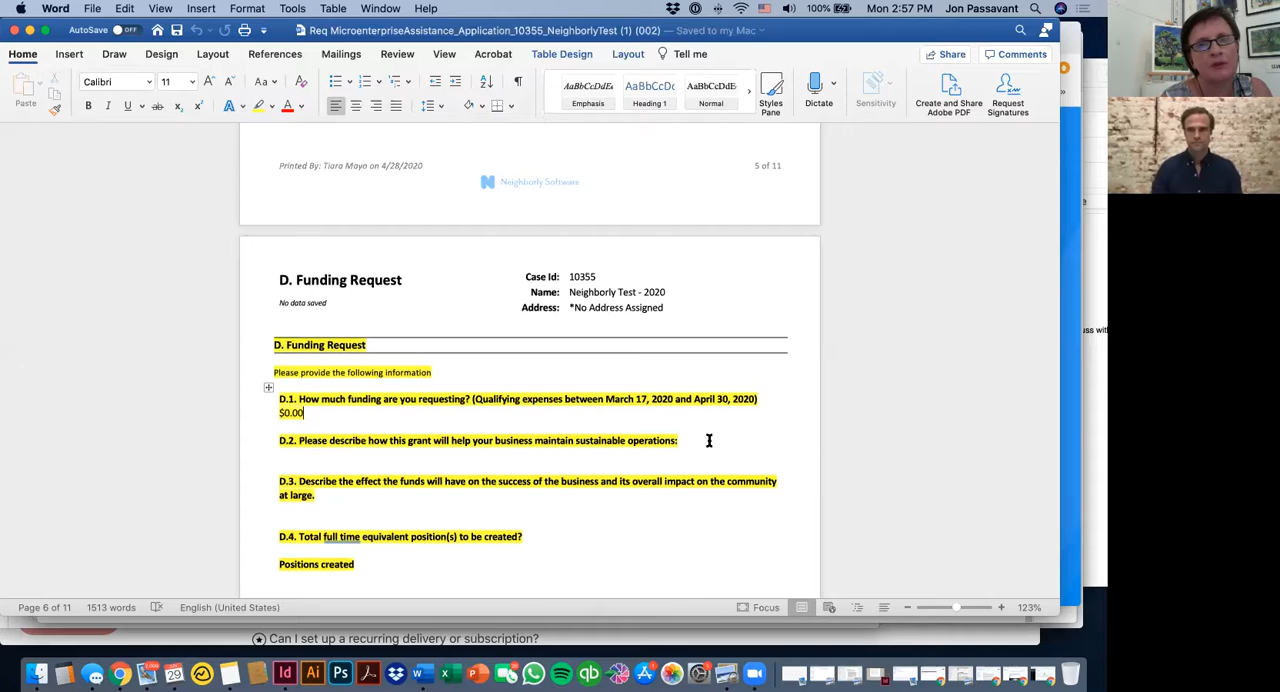 Word File Edit View Insert Format Tools Table Window Help 100% Mon 2:57 PM Jon Passavant
AutoSave OFF Req MicroenterpriseAssistance_Application_10355_NeighborlyTest (1) (002) — Saved to my Mac
Home Insert Draw Design Layout References Mailings Review View Acrobat Table Design Layout Tell me Share Comments
Paste Calibri 11 Emphasis Heading 1 Normal Styles Pane Dictate Sensitivity Create and Share Adobe PDF Request Signatures
Printed By: Tiara Mayo on 4/28/2020 5 of 11
Neighborly Software
D. Funding Request
No data saved
Case Id: 10355
Name: Neighborly Test - 2020
Address: *No Address Assigned
D. Funding Request
Please provide the following information
D.1. How much funding are you requesting? (Qualifying expenses between March 17, 2020 and April 30, 2020)
$0.00
D.2. Please describe how this grant will help your business maintain sustainable operations:
D.3. Describe the effect the funds will have on the success of the business and its overall impact on the community
at large.
D.4. Total full time equivalent position(s) to be created?
Positions created
Page 6 of 11 1513 words English (United States) Focus 123%
Can I set up a recurring delivery or subscription?